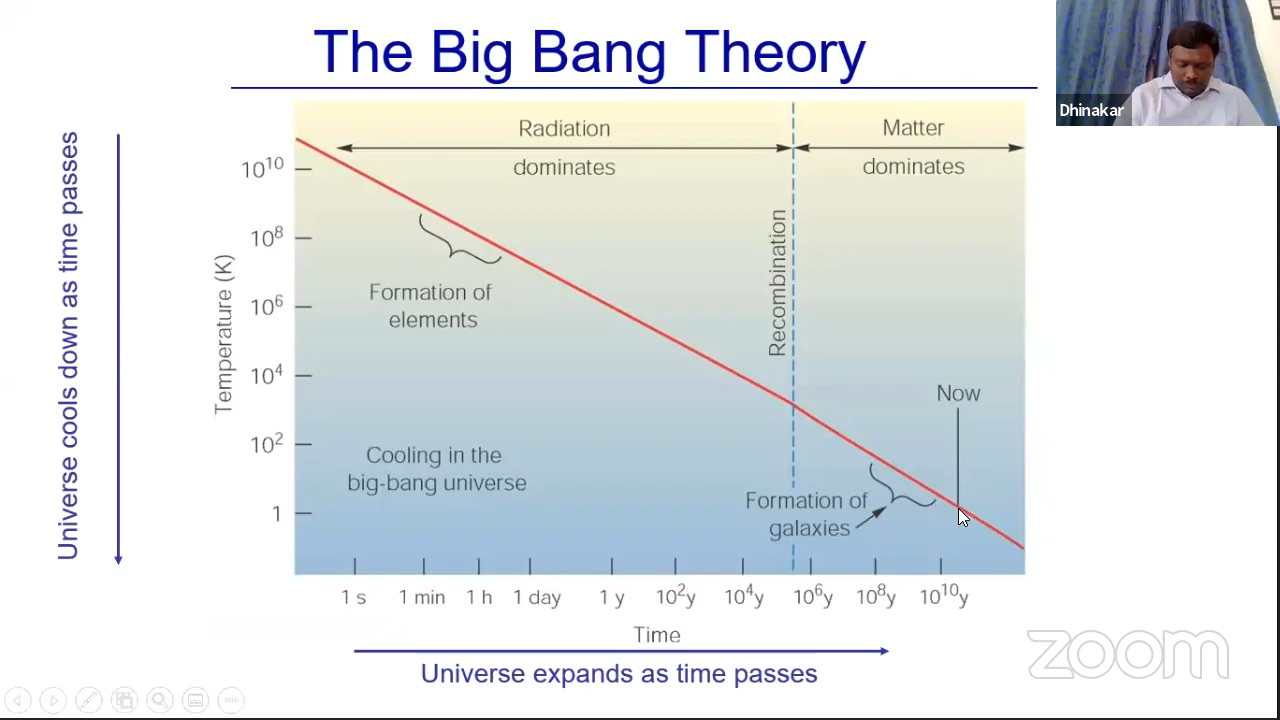 The Big Bang Theory
Dhinakar
Universe cools down as time passes
Temperature (K)
10¹⁰
10⁸
10⁶
10⁴
10²
1
Radiation
dominates
Matter
dominates
Recombination
Formation of
elements
Now
Cooling in the
big-bang universe
Formation of
galaxies
1 s
1 min
1 h
1 day
1 y
10²y
10⁴y
10⁶y
10⁸y
10¹⁰y
Time
Universe expands as time passes
zoom